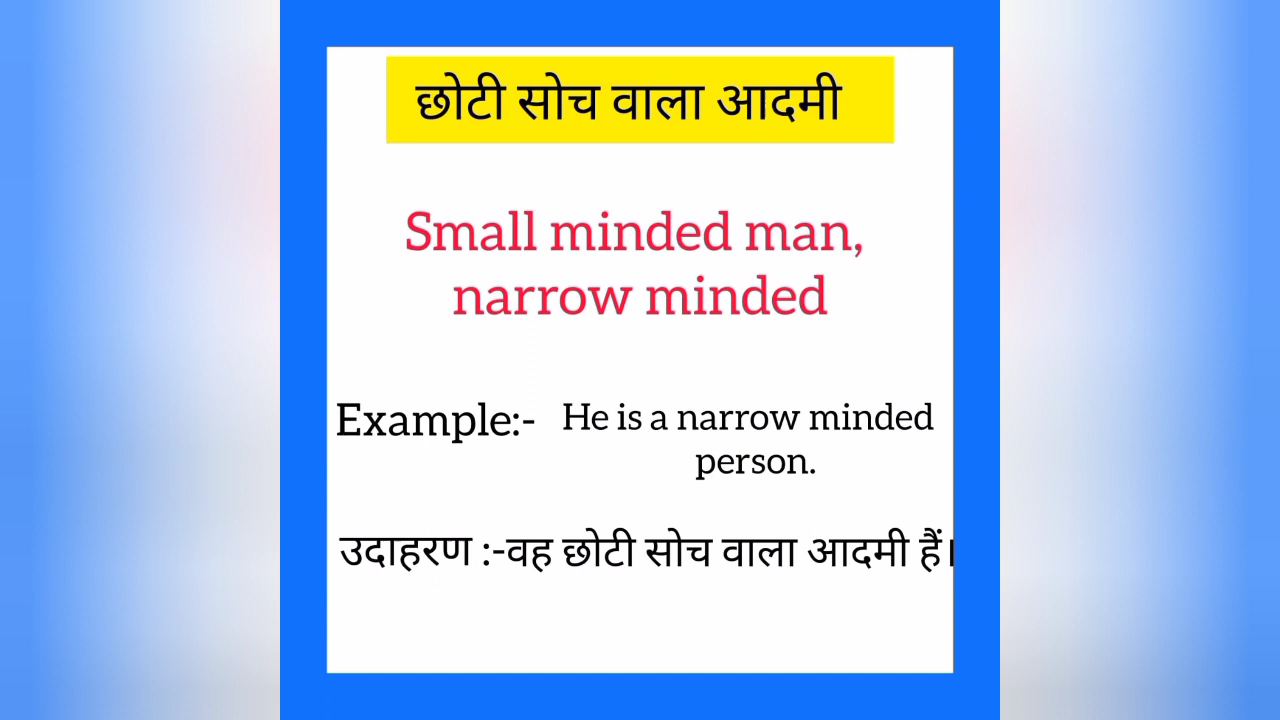 छोटी सोच वाला आदमी
Small minded man,
narrow minded
Example:- He is a narrow minded
person.
उदाहरण :-वह छोटी सोच वाला आदमी हैं।